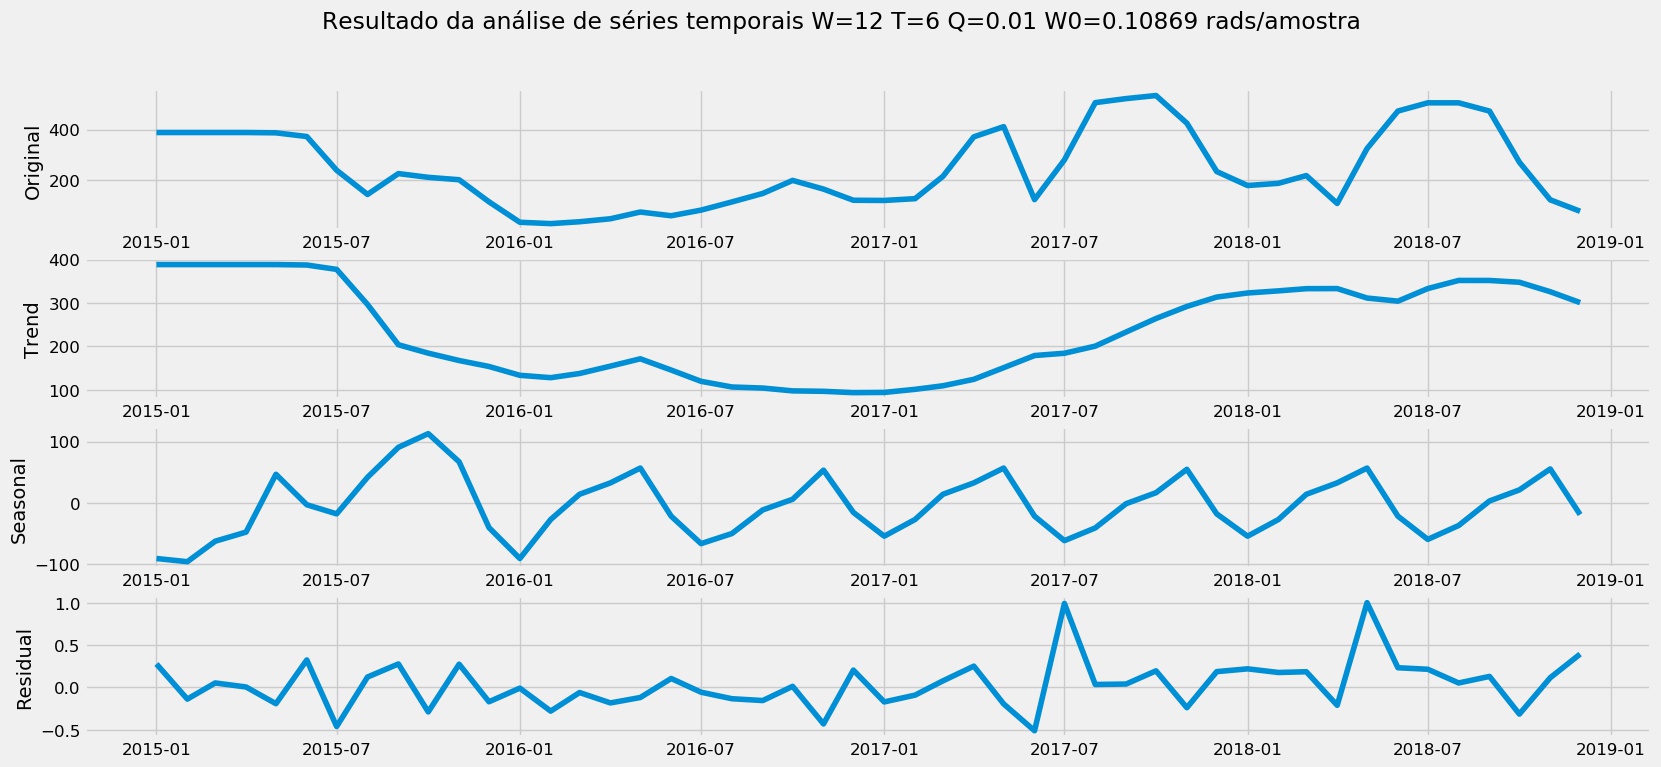 Resultado da análise de séries temporais W=12 T=6 Q=0.01 W0=0.10869 rads/amostra
Original
400
200
2015-01 2015-07 2016-01 2016-07 2017-01 2017-07 2018-01 2018-07 2019-01
Trend
400
300
200
100
2015-01 2015-07 2016-01 2016-07 2017-01 2017-07 2018-01 2018-07 2019-01
Seasonal
100
0
−100
2015-01 2015-07 2016-01 2016-07 2017-01 2017-07 2018-01 2018-07 2019-01
Residual
1.0
0.5
0.0
−0.5
2015-01 2015-07 2016-01 2016-07 2017-01 2017-07 2018-01 2018-07 2019-01